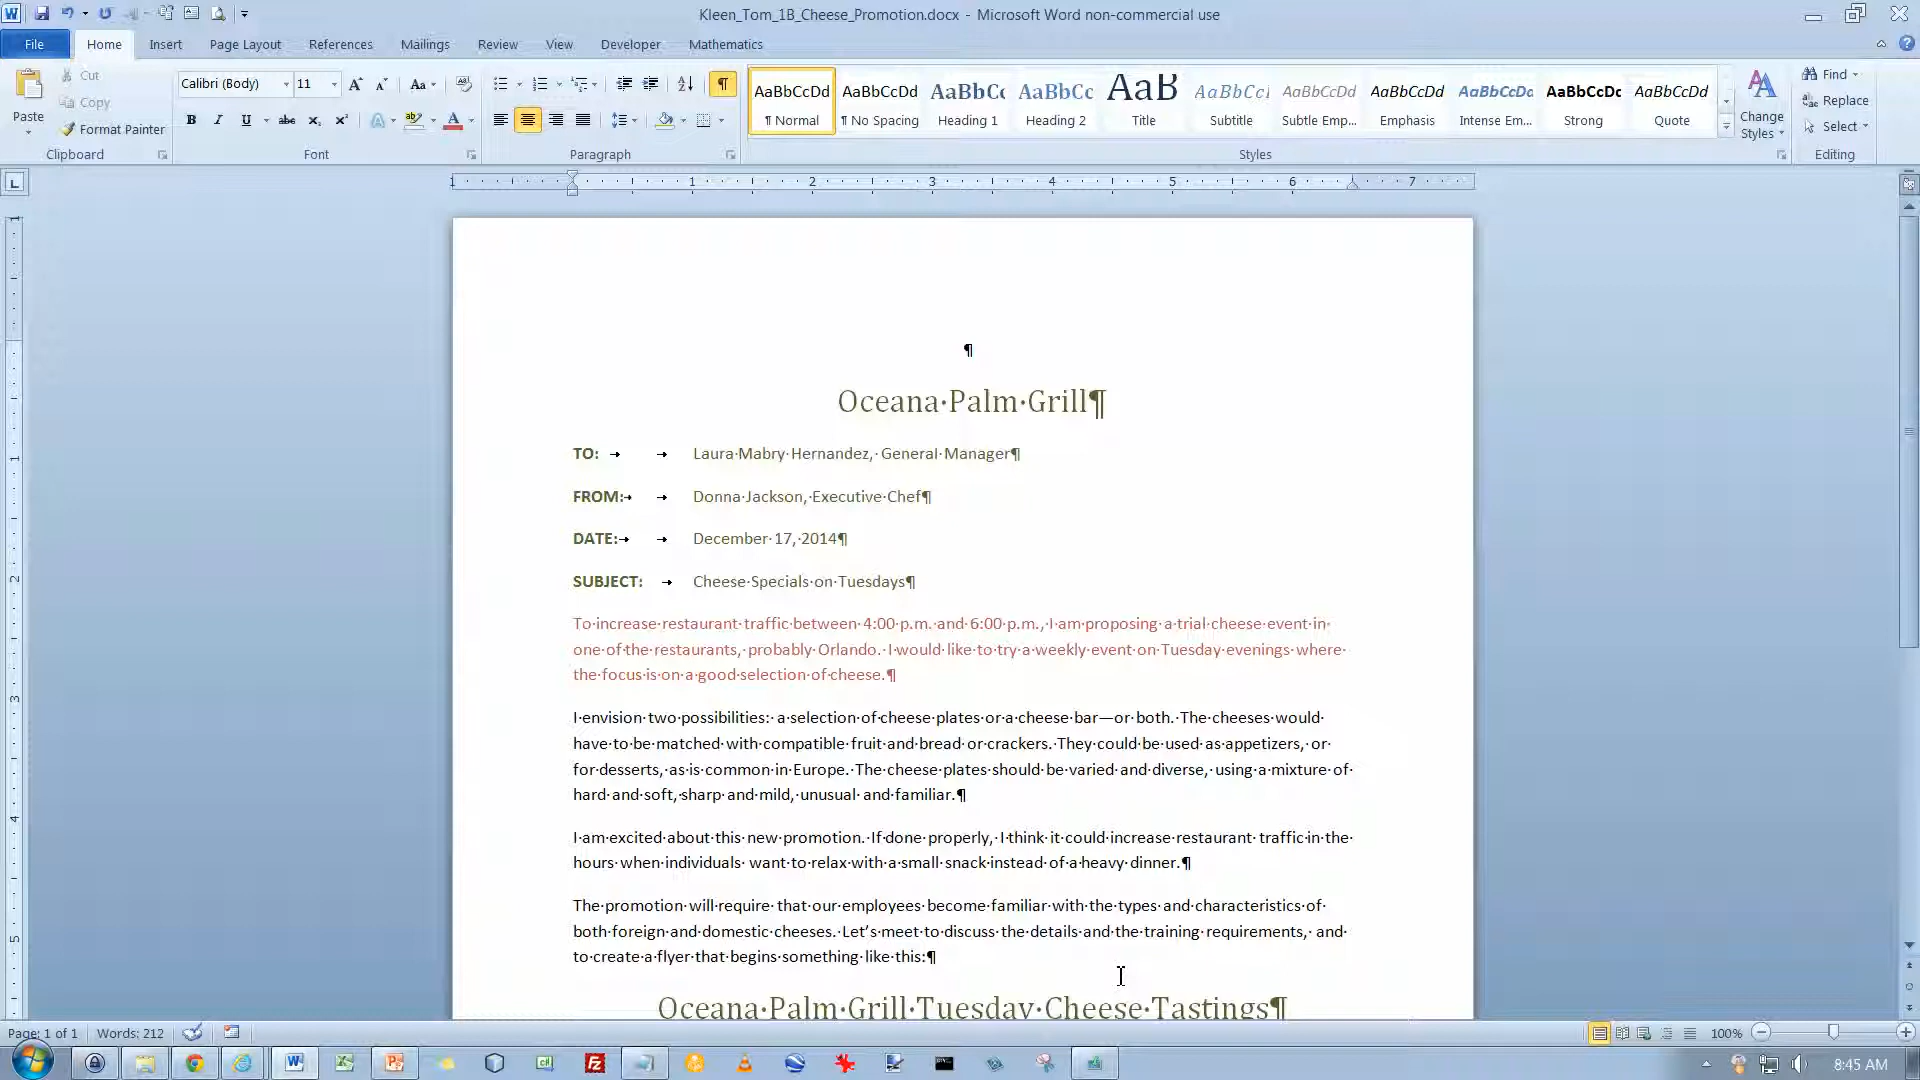 Kleen_Tom_1B_Cheese_Promotion.docx - Microsoft Word non-commercial use
File Home Insert Page Layout References Mailings Review View Developer Mathematics
Paste
Cut
Copy
Format Painter
Clipboard
Calibri (Body) 11
Font
Paragraph
AaBbCcDd AaBbCcDd AaBbCc AaBbCc AaB AaBbCcI AaBbCcDd AaBbCcDd AaBbCcDd AaBbCcDc AaBbCcDd
¶ Normal ¶ No Spacing Heading 1 Heading 2 Title Subtitle Subtle Emp... Emphasis Intense Em... Strong Quote
Styles
Change Styles
Find
Replace
Select
Editing
1 1 2 3 4 5 6 7
¶
Oceana·Palm·Grill¶
TO: → → Laura·Mabry·Hernandez,·General·Manager¶
FROM:→ → Donna·Jackson,·Executive·Chef¶
DATE:→ → December·17,·2014¶
SUBJECT: → Cheese·Specials·on·Tuesdays¶
To·increase·restaurant·traffic·between·4:00·p.m.·and·6:00·p.m.,·I·am·proposing·a·trial·cheese·event·in·
one·of·the·restaurants,·probably·Orlando.·I·would·like·to·try·a·weekly·event·on·Tuesday·evenings·where·
the·focus·is·on·a·good·selection·of·cheese.¶
I·envision·two·possibilities:·a·selection·of·cheese·plates·or·a·cheese·bar—or·both.·The·cheeses·would·
have·to·be·matched·with·compatible·fruit·and·bread·or·crackers.·They·could·be·used·as·appetizers,·or·
for·desserts,·as·is·common·in·Europe.·The·cheese·plates·should·be·varied·and·diverse,·using·a·mixture·of·
hard·and·soft,·sharp·and·mild,·unusual·and·familiar.¶
I·am·excited·about·this·new·promotion.·If·done·properly,·I·think·it·could·increase·restaurant·traffic·in·the·
hours·when·individuals·want·to·relax·with·a·small·snack·instead·of·a·heavy·dinner.¶
The·promotion·will·require·that·our·employees·become·familiar·with·the·types·and·characteristics·of·
both·foreign·and·domestic·cheeses.·Let's·meet·to·discuss·the·details·and·the·training·requirements,·and·
to·create·a·flyer·that·begins·something·like·this:¶
Oceana·Palm·Grill·Tuesday·Cheese·Tastings¶
Page: 1 of 1 Words: 212 100%
8:45 AM